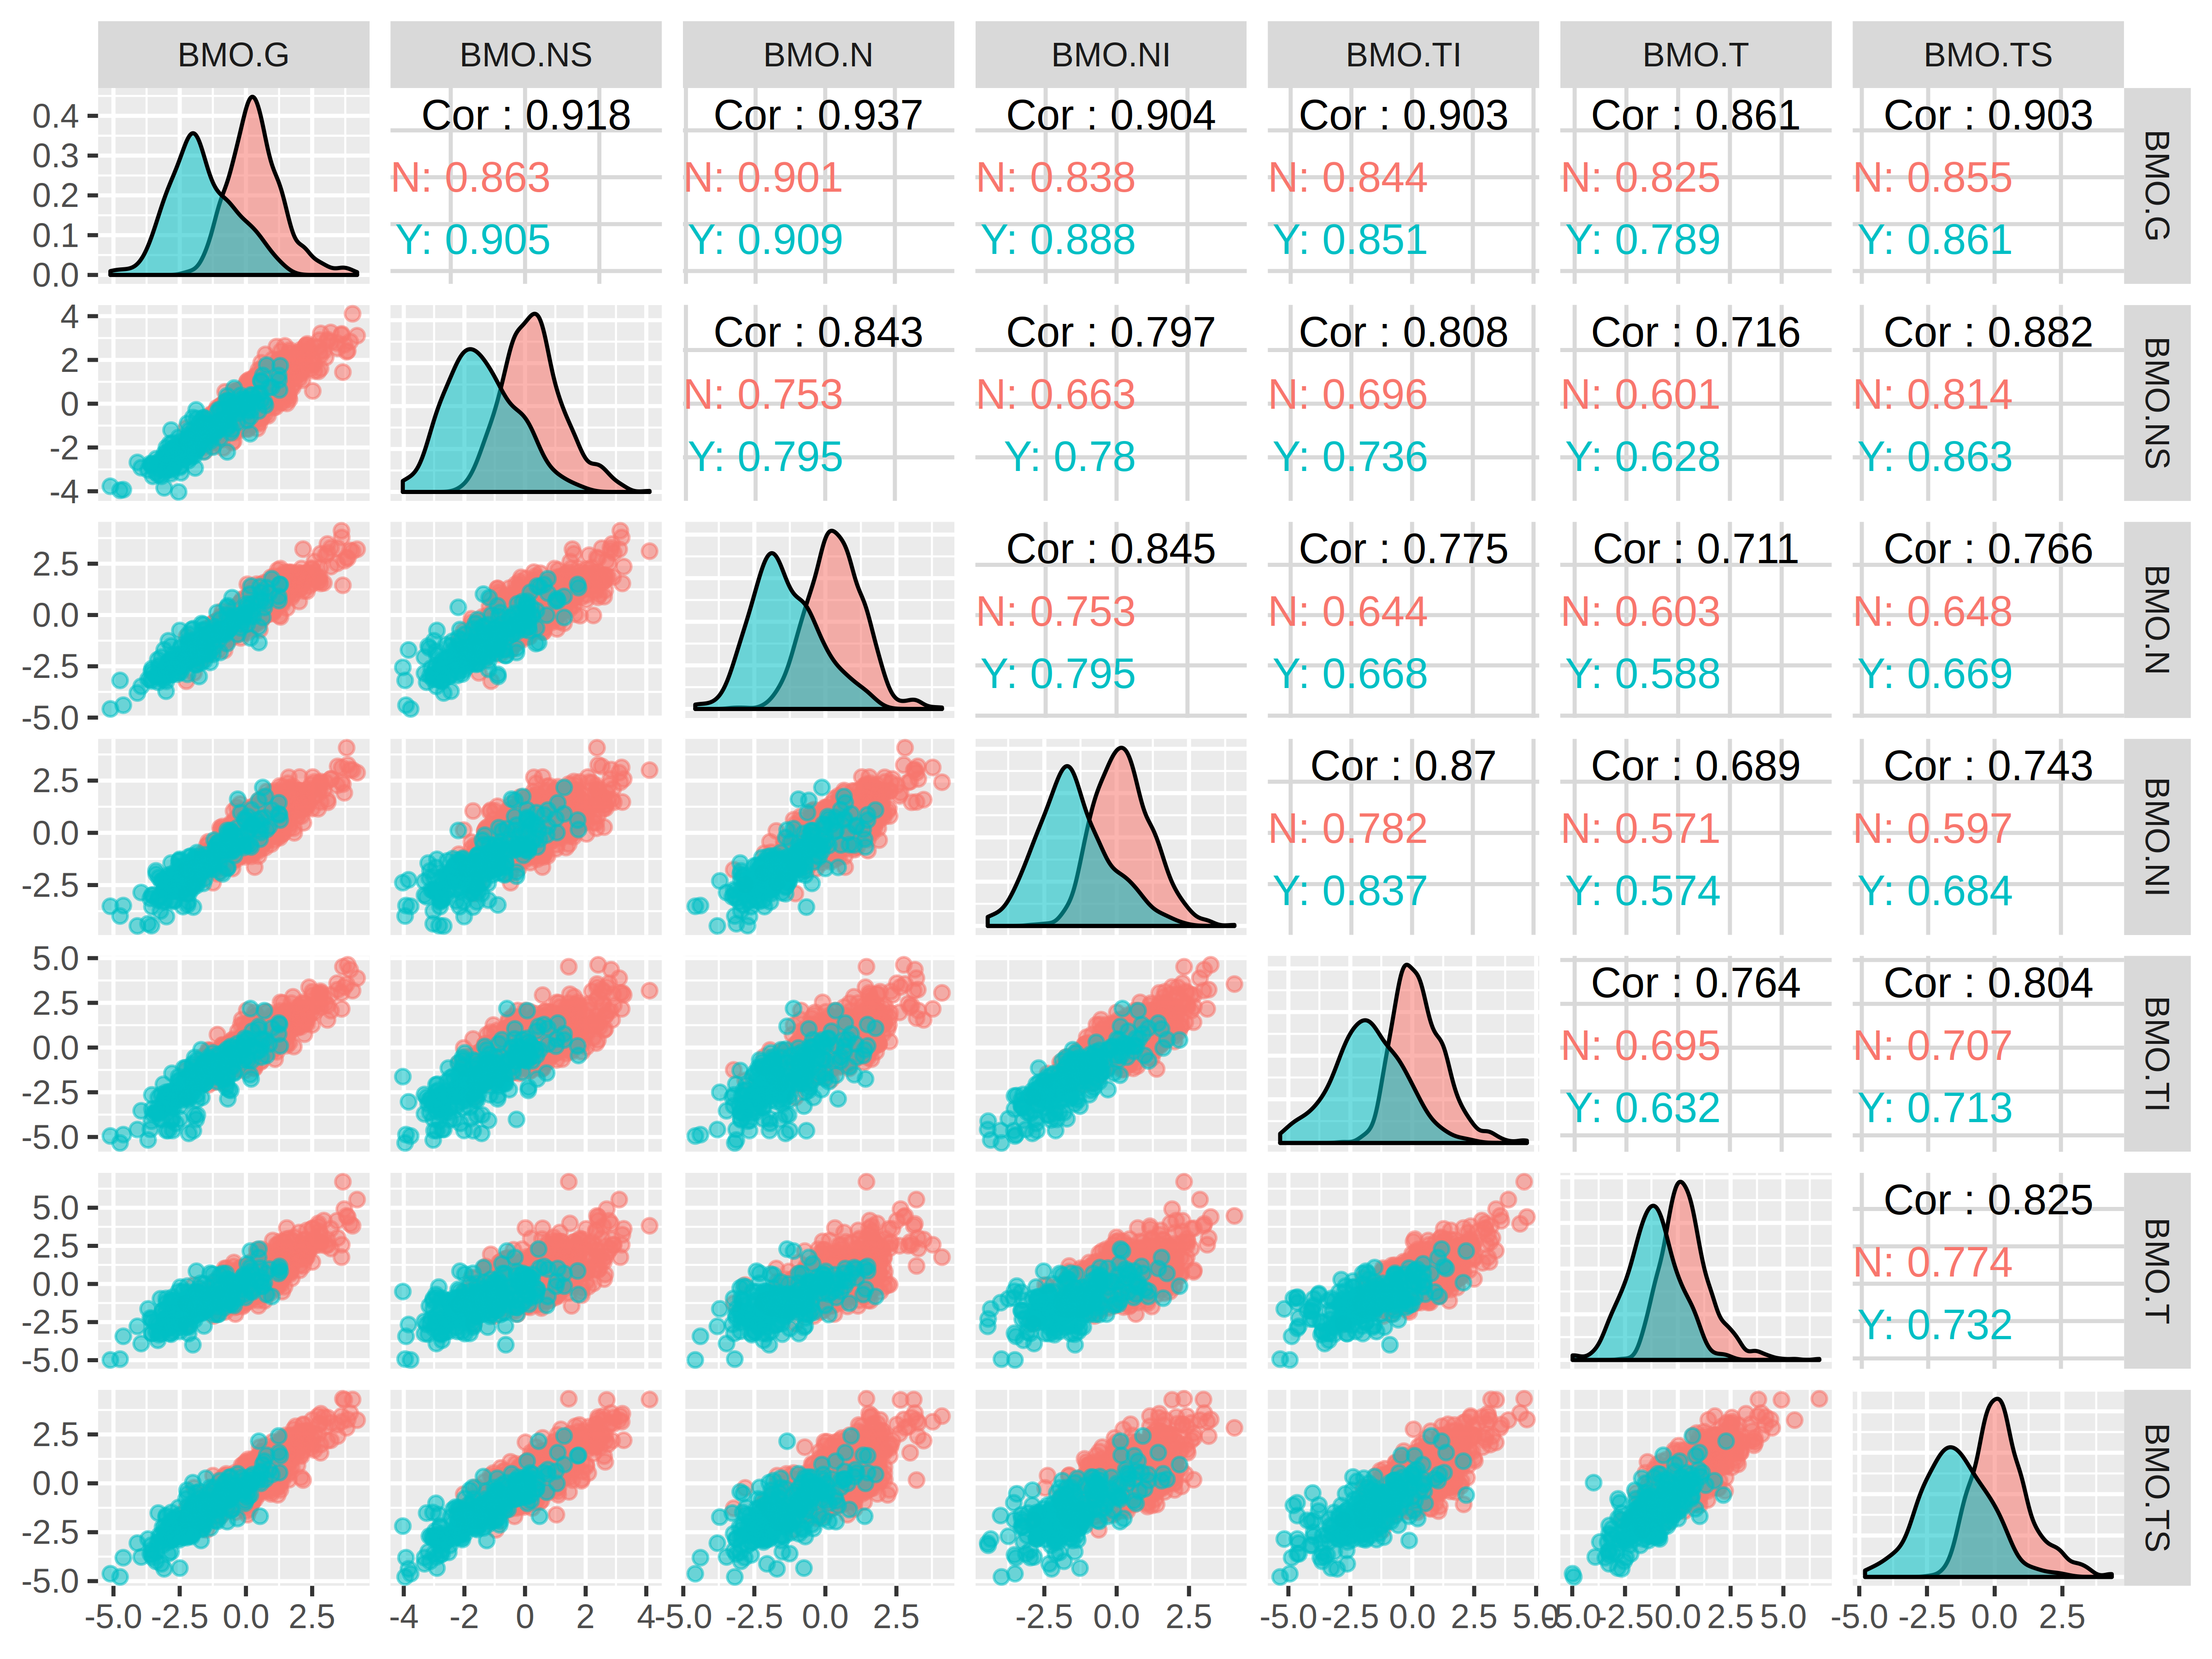 BMO.G BMO.NS BMO.N BMO.NI BMO.TI BMO.T BMO.TS
0.4 Cor : 0.918 Cor : 0.937 Cor : 0.904 Cor : 0.903 Cor : 0.861 Cor : 0.903
0.3
0.2 N: 0.863 N: 0.901 N: 0.838 N: 0.844 N: 0.825 N: 0.855 BMO.G
0.1 Y: 0.905 Y: 0.909 Y: 0.888 Y: 0.851 Y: 0.789 Y: 0.861
0.0
4 Cor : 0.843 Cor : 0.797 Cor : 0.808 Cor : 0.716 Cor : 0.882
2
0 N: 0.753 N: 0.663 N: 0.696 N: 0.601 N: 0.814 BMO.NS
-2 Y: 0.795 Y: 0.78 Y: 0.736 Y: 0.628 Y: 0.863
-4
2.5 Cor : 0.845 Cor : 0.775 Cor : 0.711 Cor : 0.766
0.0 N: 0.753 N: 0.644 N: 0.603 N: 0.648 BMO.N
-2.5 Y: 0.795 Y: 0.668 Y: 0.588 Y: 0.669
-5.0
2.5 Cor : 0.87 Cor : 0.689 Cor : 0.743
0.0 N: 0.782 N: 0.571 N: 0.597 BMO.NI
-2.5 Y: 0.837 Y: 0.574 Y: 0.684
5.0 Cor : 0.764 Cor : 0.804
2.5
0.0 N: 0.695 N: 0.707 BMO.TI
-2.5 Y: 0.632 Y: 0.713
-5.0
5.0 Cor : 0.825
2.5 N: 0.774
0.0 BMO.T
-2.5 Y: 0.732
-5.0
2.5
0.0 BMO.TS
-2.5
-5.0
-5.0 -2.5 0.0 2.5 -4 -2 0 2 4 -5.0 -2.5 0.0 2.5 -2.5 0.0 2.5 -5.0 -2.5 0.0 2.5 5.0 -5.0 -2.5 0.0 2.5 5.0 -5.0 -2.5 0.0 2.5